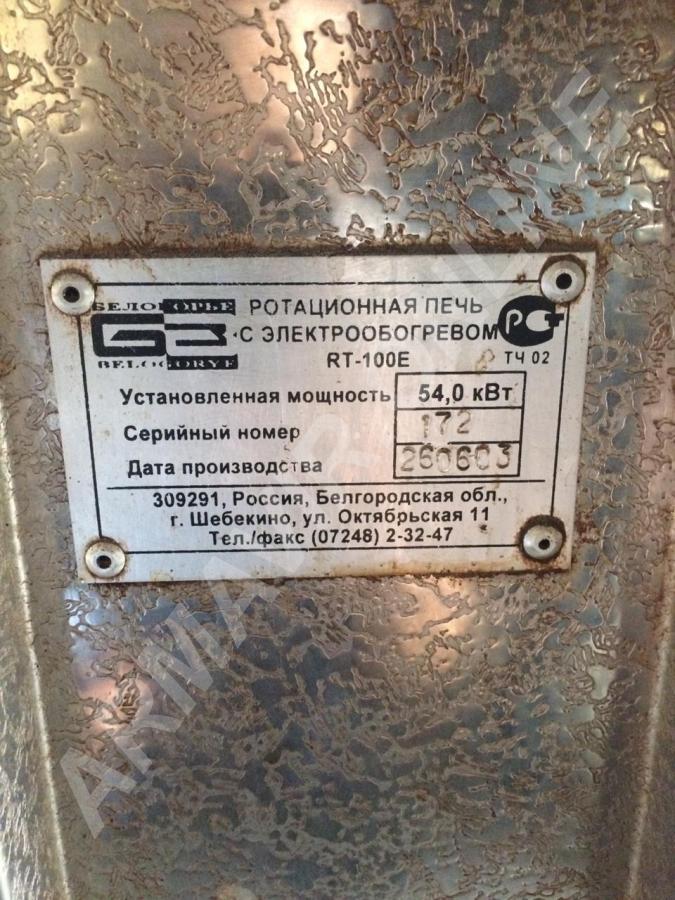 БЕЛОГОРЬЕ
BELOGORYE
РОТАЦИОННАЯ ПЕЧЬ
С ЭЛЕКТРООБОГРЕВОМ
RT-100E
РСТ
ТЧ 02
Установленная мощность 54,0 кВт
Серийный номер 172
Дата производства 260603
309291, Россия, Белгородская обл.,
г. Шебекино, ул. Октябрьская 11
Тел./факс (07248) 2-32-47